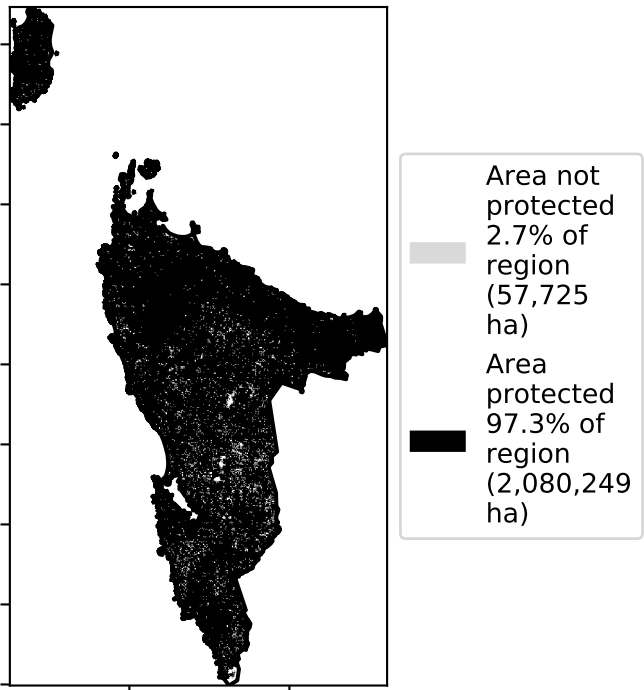 Area not
protected
2.7% of
region
(57,725
ha)
Area
protected
97.3% of
region
(2,080,249
ha)